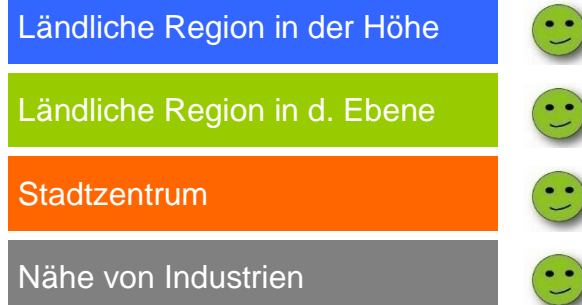 Ländliche Region in der Höhe
Ländliche Region in d. Ebene
Stadtzentrum
Nähe von Industrien